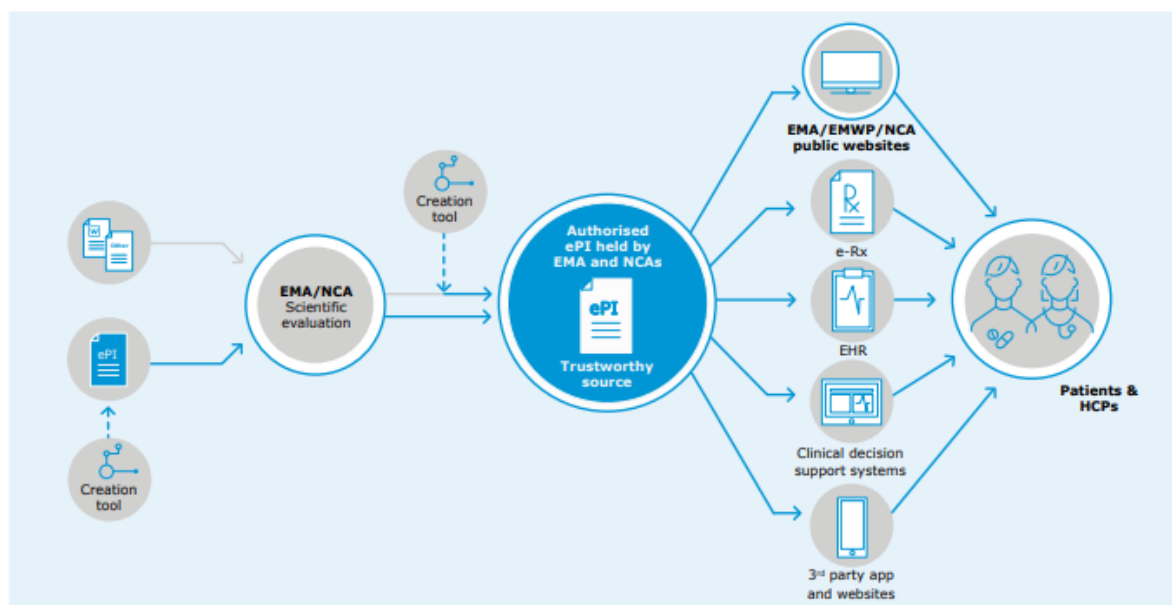 EMA/EMWP/NCA
public websites
Creation
tool
W
Other
EMA/NCA
Scientific
evaluation
Authorised
ePI held by
EMA and NCAs
ePI
Trustworthy
source
Rx
e-Rx
EHR
ePI
Creation
tool
Patients &
HCPs
Clinical decision
support systems
3rd party app
and websites